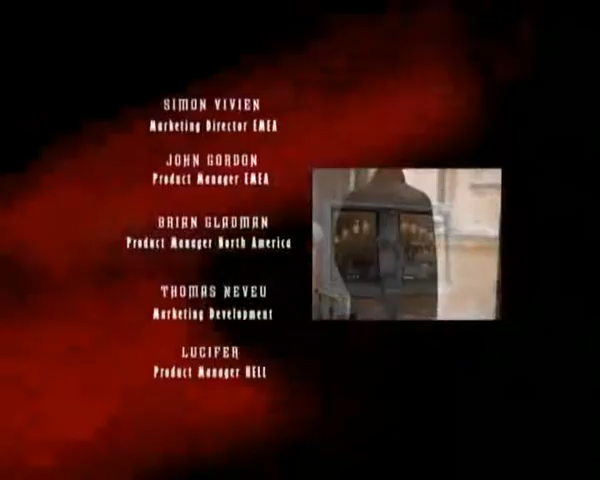 SIMON VIVIEN
Marketing Director EMEA
JOHN GORDON
Product Manager EMEA
BRIAN GLADMAN
Product Manager North America
THOMAS NEVEU
Marketing Development
LUCIFER
Product Manager HELL